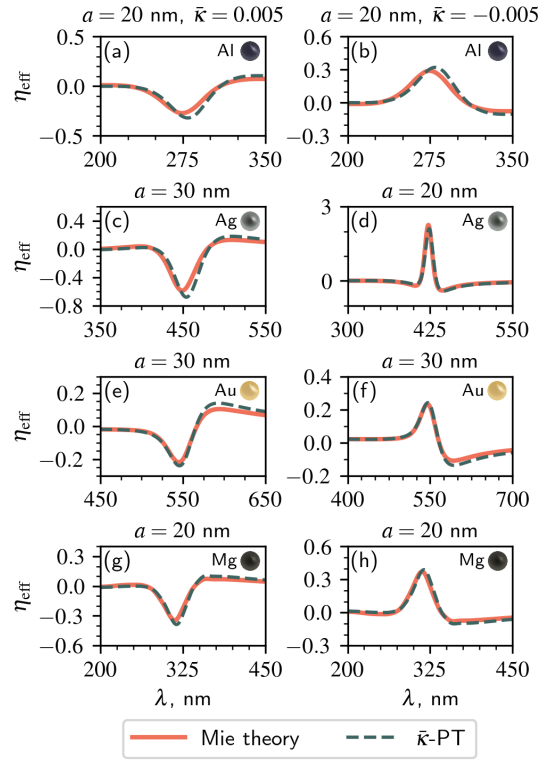 a = 20 nm, κ̄ = 0.005
a = 20 nm, κ̄ = −0.005
(a)
Al
η_eff
0.5
0.0
−0.5
200
275
350
(b)
Al
0.6
0.3
0.0
−0.3
200
275
350
a = 30 nm
a = 20 nm
(c)
Ag
η_eff
0.4
0.0
−0.4
−0.8
350
450
550
(d)
Ag
3
0
300
425
550
a = 30 nm
a = 30 nm
(e)
Au
η_eff
0.2
0.0
−0.2
450
550
650
(f)
Au
0.4
0.2
0.0
−0.2
400
550
700
a = 20 nm
a = 20 nm
(g)
Mg
η_eff
0.3
0.0
−0.3
−0.6
200
325
450
λ, nm
(h)
Mg
0.6
0.3
0.0
−0.3
200
325
450
λ, nm
Mie theory
κ̄-PT